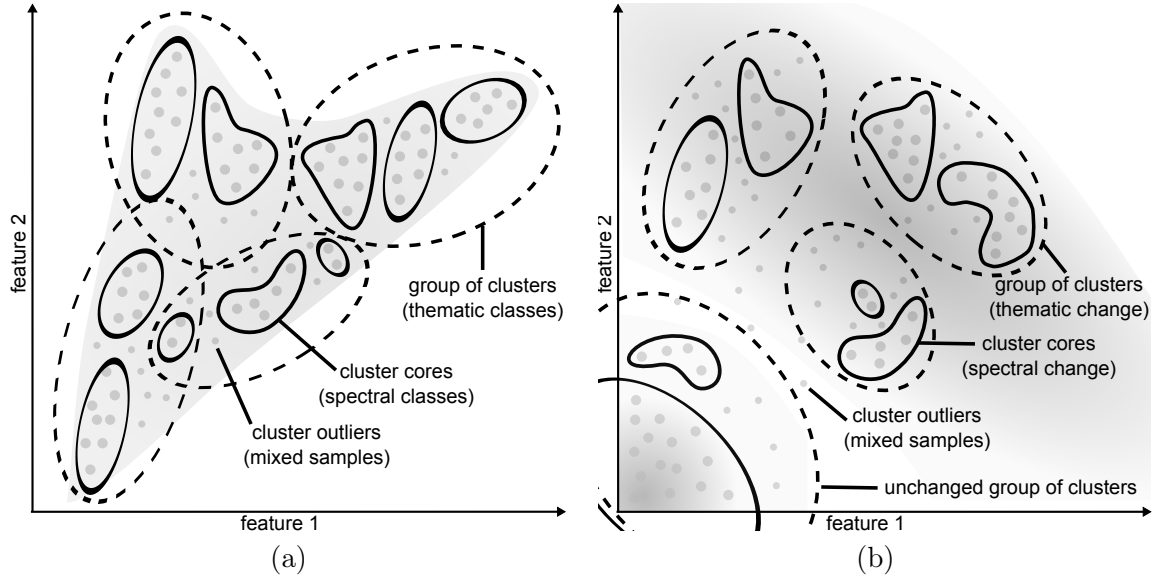 feature 2
group of clusters
(thematic classes)
cluster cores
(spectral classes)
cluster outliers
(mixed samples)
feature 1
(a)
feature 2
group of clusters
(thematic change)
cluster cores
(spectral change)
cluster outliers
(mixed samples)
unchanged group of clusters
feature 1
(b)